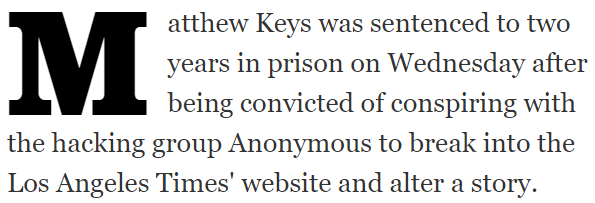 Matthew Keys was sentenced to two
years in prison on Wednesday after
being convicted of conspiring with
the hacking group Anonymous to break into the
Los Angeles Times' website and alter a story.